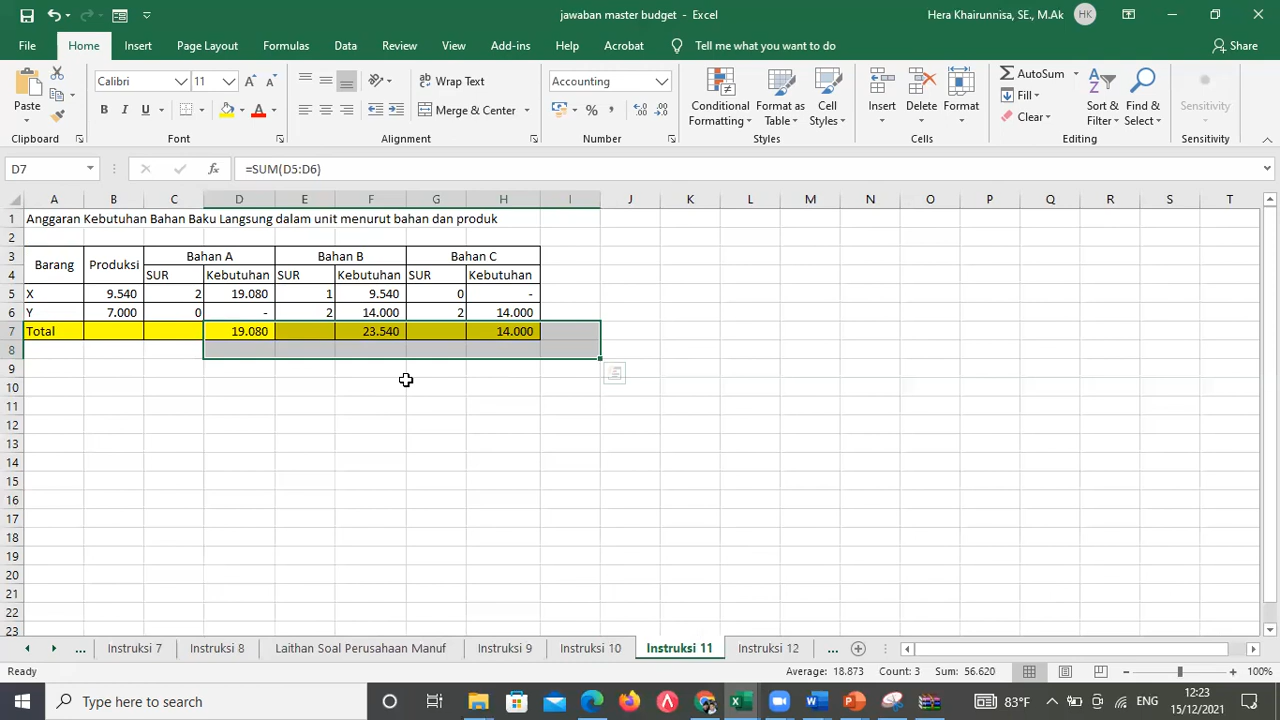 jawaban master budget - Excel
Hera Khairunnisa, SE., M.Ak
HK
File Home Insert Page Layout Formulas Data Review View Add-ins Help Acrobat Tell me what you want to do Share
Paste
Calibri 11
B I U
Wrap Text
Merge & Center
Accounting
Conditional Formatting
Format as Table
Cell Styles
Insert
Delete
Format
AutoSum
Fill
Clear
Sort & Filter
Find & Select
Sensitivity
Clipboard Font Alignment Number Styles Cells Editing Sensitivity
D7 fx =SUM(D5:D6)
A B C D E F G H I J K L M N O P Q R S T
1 Anggaran Kebutuhan Bahan Baku Langsung dalam unit menurut bahan dan produk
2
3 Barang Produksi Bahan A Bahan B Bahan C
4 SUR Kebutuhan SUR Kebutuhan SUR Kebutuhan
5 X 9.540 2 19.080 1 9.540 0 -
6 Y 7.000 0 - 2 14.000 2 14.000
7 Total 19.080 23.540 14.000
8
9
10
11
12
13
14
15
16
17
18
19
20
21
22
23
... Instruksi 7 Instruksi 8 Laithan Soal Perusahaan Manuf Instruksi 9 Instruksi 10 Instruksi 11 Instruksi 12 ...
Ready Average: 18.873 Count: 3 Sum: 56.620 100%
Type here to search
83°F ENG 12:23
15/12/2021